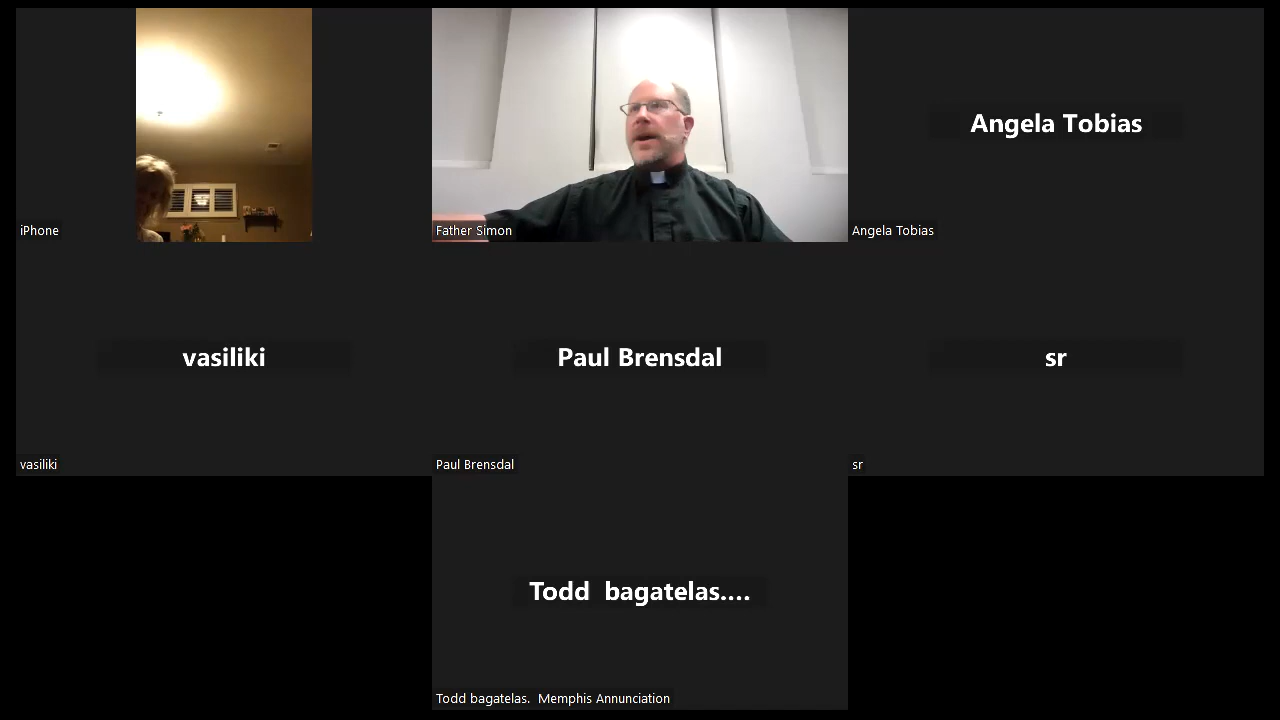 iPhone
Father Simon
Angela Tobias
Angela Tobias
vasiliki
vasiliki
Paul Brensdal
Paul Brensdal
sr
sr
Todd  bagatelas....
Todd bagatelas.  Memphis Annunciation